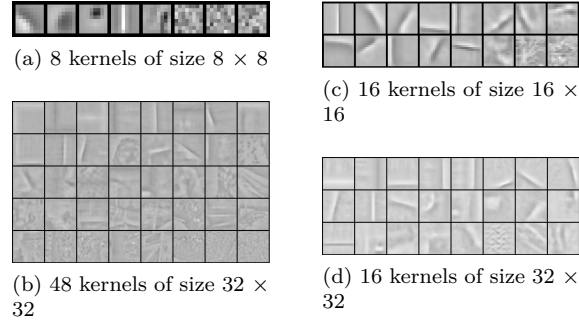 (a) 8 kernels of size 8 × 8
(b) 48 kernels of size 32 ×
32
(c) 16 kernels of size 16 ×
16
(d) 16 kernels of size 32 ×
32